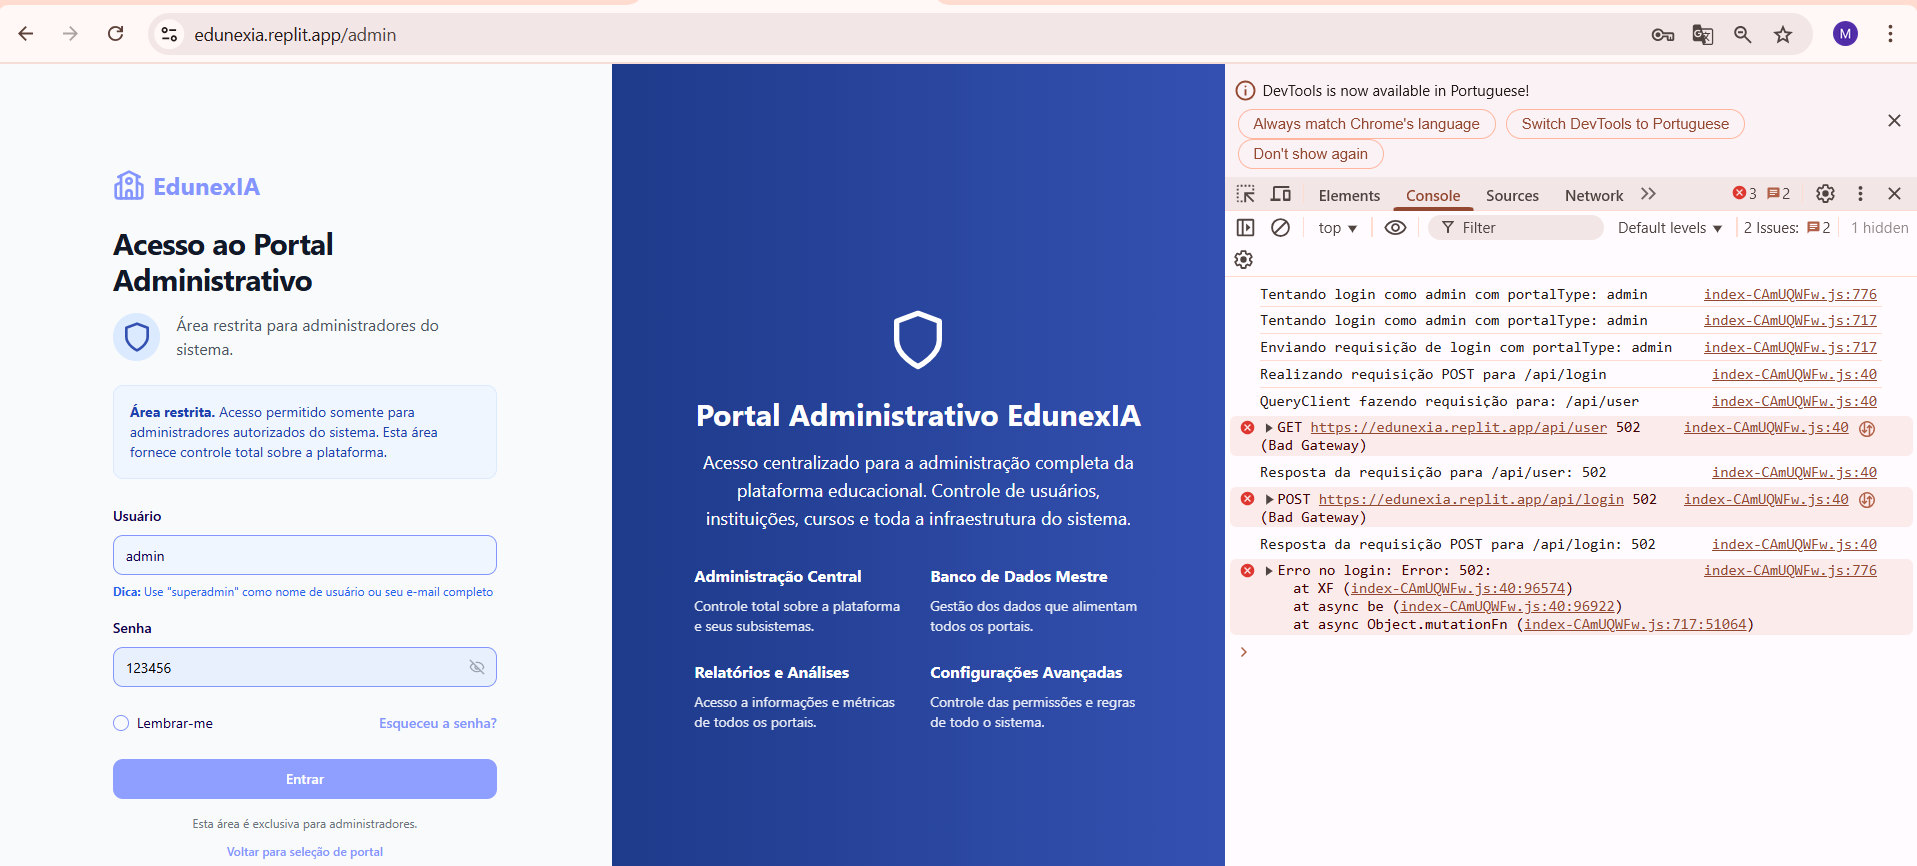 edunexia.replit.app/admin
M
EdunexIA
Acesso ao Portal
Administrativo
Área restrita para administradores do
sistema.
Área restrita. Acesso permitido somente para
administradores autorizados do sistema. Esta área
fornece controle total sobre a plataforma.
Usuário
admin
Dica: Use "superadmin" como nome de usuário ou seu e-mail completo
Senha
123456
Lembrar-me
Esqueceu a senha?
Entrar
Esta área é exclusiva para administradores.
Voltar para seleção de portal
Portal Administrativo EdunexIA
Acesso centralizado para a administração completa da
plataforma educacional. Controle de usuários,
instituições, cursos e toda a infraestrutura do sistema.
Administração Central
Controle total sobre a plataforma
e seus subsistemas.
Banco de Dados Mestre
Gestão dos dados que alimentam
todos os portais.
Relatórios e Análises
Acesso a informações e métricas
de todos os portais.
Configurações Avançadas
Controle das permissões e regras
de todo o sistema.
DevTools is now available in Portuguese!
Always match Chrome's language
Switch DevTools to Portuguese
Don't show again
Elements Console Sources Network 3 2
top Filter Default levels 2 Issues: 2 1 hidden
Tentando login como admin com portalType: admin index-CAmUQWFw.js:776
Tentando login como admin com portalType: admin index-CAmUQWFw.js:717
Enviando requisição de login com portalType: admin index-CAmUQWFw.js:717
Realizando requisição POST para /api/login index-CAmUQWFw.js:40
QueryClient fazendo requisição para: /api/user index-CAmUQWFw.js:40
GET https://edunexia.replit.app/api/user 502 index-CAmUQWFw.js:40
(Bad Gateway)
Resposta da requisição para /api/user: 502 index-CAmUQWFw.js:40
POST https://edunexia.replit.app/api/login 502 index-CAmUQWFw.js:40
(Bad Gateway)
Resposta da requisição POST para /api/login: 502 index-CAmUQWFw.js:40
Erro no login: Error: 502: index-CAmUQWFw.js:776
at XF (index-CAmUQWFw.js:40:96574)
at async be (index-CAmUQWFw.js:40:96922)
at async Object.mutationFn (index-CAmUQWFw.js:717:51064)